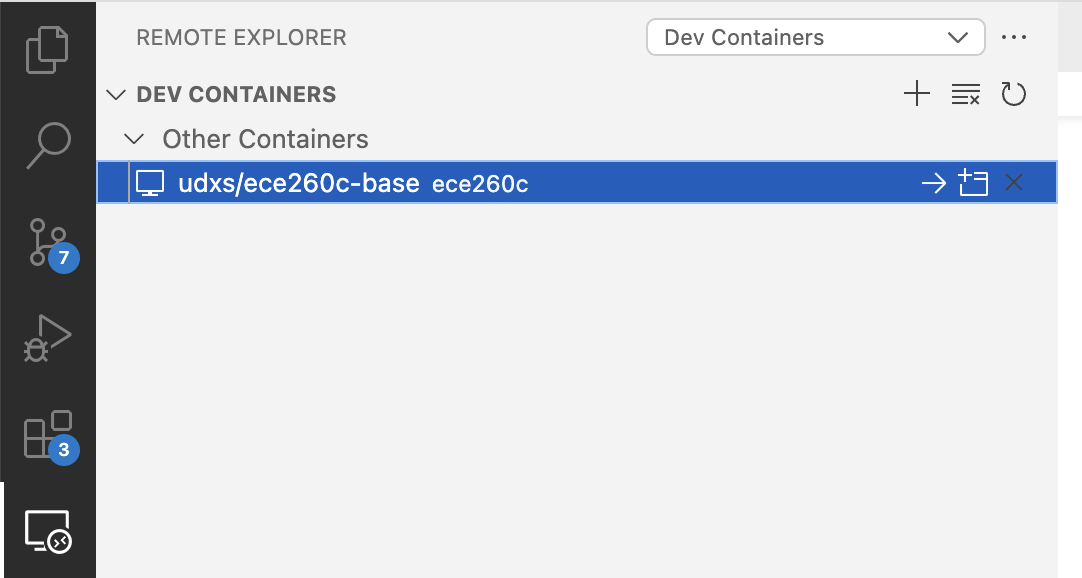 REMOTE EXPLORER Dev Containers
DEV CONTAINERS
Other Containers
udxs/ece260c-base ece260c
7
3